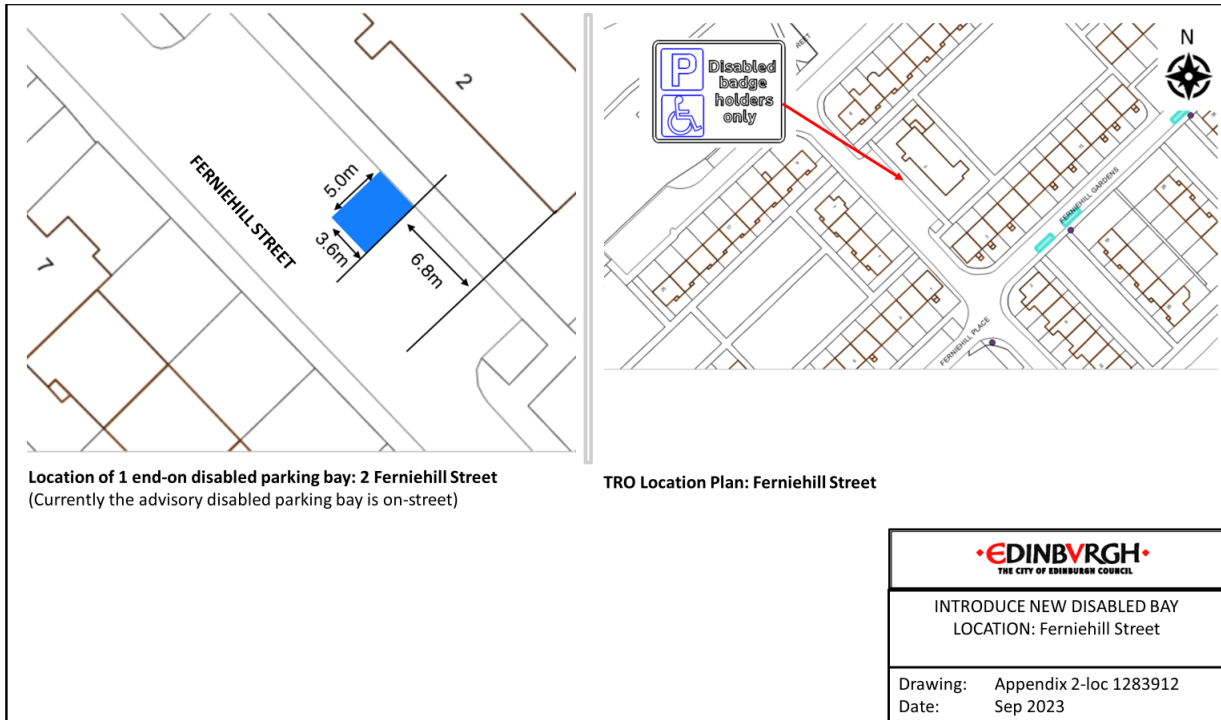 2
FERNIEHILL STREET
5.0m
3.6m
6.8m
7
P Disabled
badge
holders
only
REET
N
FERNIEHILL GARDENS
FERNIEHILL PLACE
Location of 1 end-on disabled parking bay: 2 Ferniehill Street
(Currently the advisory disabled parking bay is on-street)
TRO Location Plan: Ferniehill Street
•EDINBVRGH•
THE CITY OF EDINBURGH COUNCIL
INTRODUCE NEW DISABLED BAY
LOCATION: Ferniehill Street
Drawing: Appendix 2-loc 1283912
Date: Sep 2023